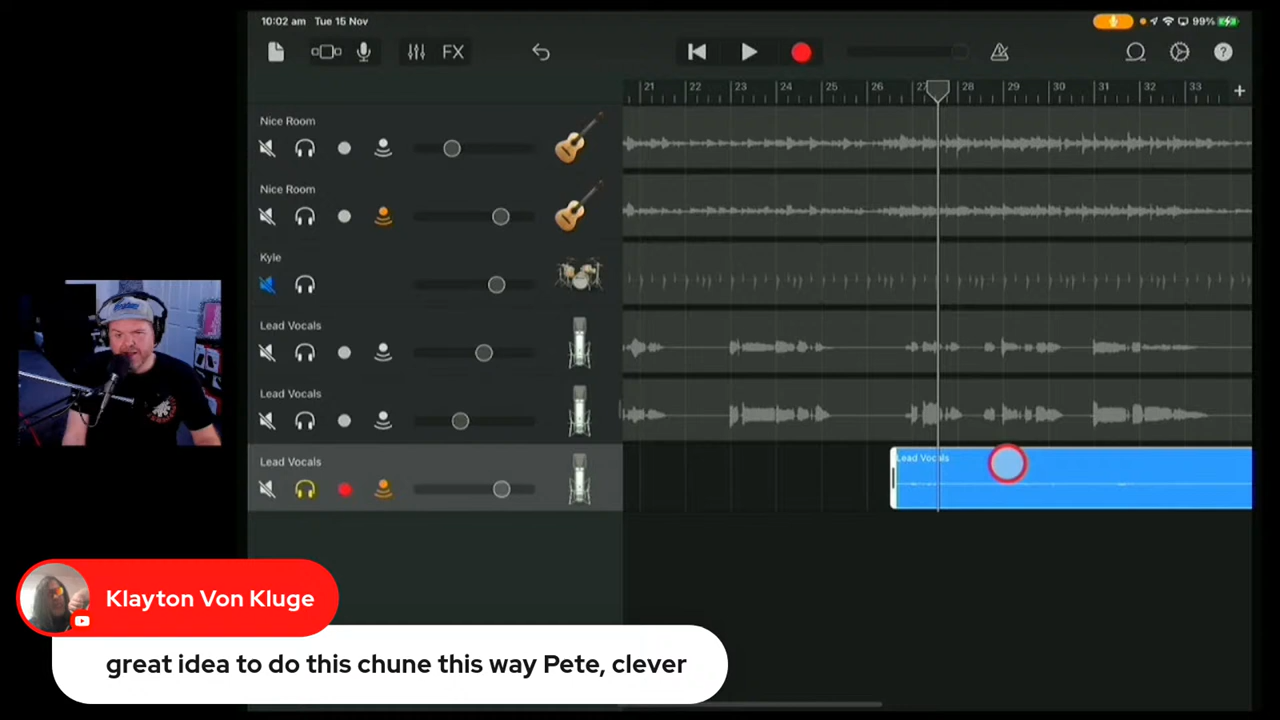 10:02 am Tue 15 Nov
99%
FX
21 22 23 24 25 26 27 28 29 30 31 32 33
Nice Room
Nice Room
Kyle
Lead Vocals
Lead Vocals
Lead Vocals
Lead Vocals
Klayton Von Kluge
great idea to do this chune this way Pete, clever